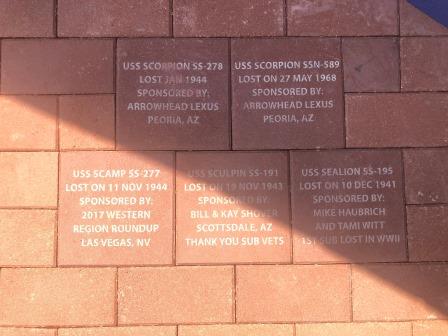 USS SCORPION SS-278
LOST JAN 1944
SPONSORED BY:
ARROWHEAD LEXUS
PEORIA, AZ
USS SCORPION SSN-589
LOST ON 27 MAY 1968
SPONSORED BY:
ARROWHEAD LEXUS
PEORIA, AZ
USS SCAMP SS-277
LOST ON 11 NOV 1944
SPONSORED BY:
2017 WESTERN
REGION ROUNDUP
LAS VEGAS, NV
USS SCULPIN SS-191
LOST ON 19 NOV 1943
SPONSORED BY:
BILL & KAY SHOVER
SCOTTSDALE, AZ
THANK YOU SUB VETS
USS SEALION SS-195
LOST ON 10 DEC 1941
SPONSORED BY:
MIKE HAUBRICH
AND TAMI WITT
1ST SUB LOST IN WWII